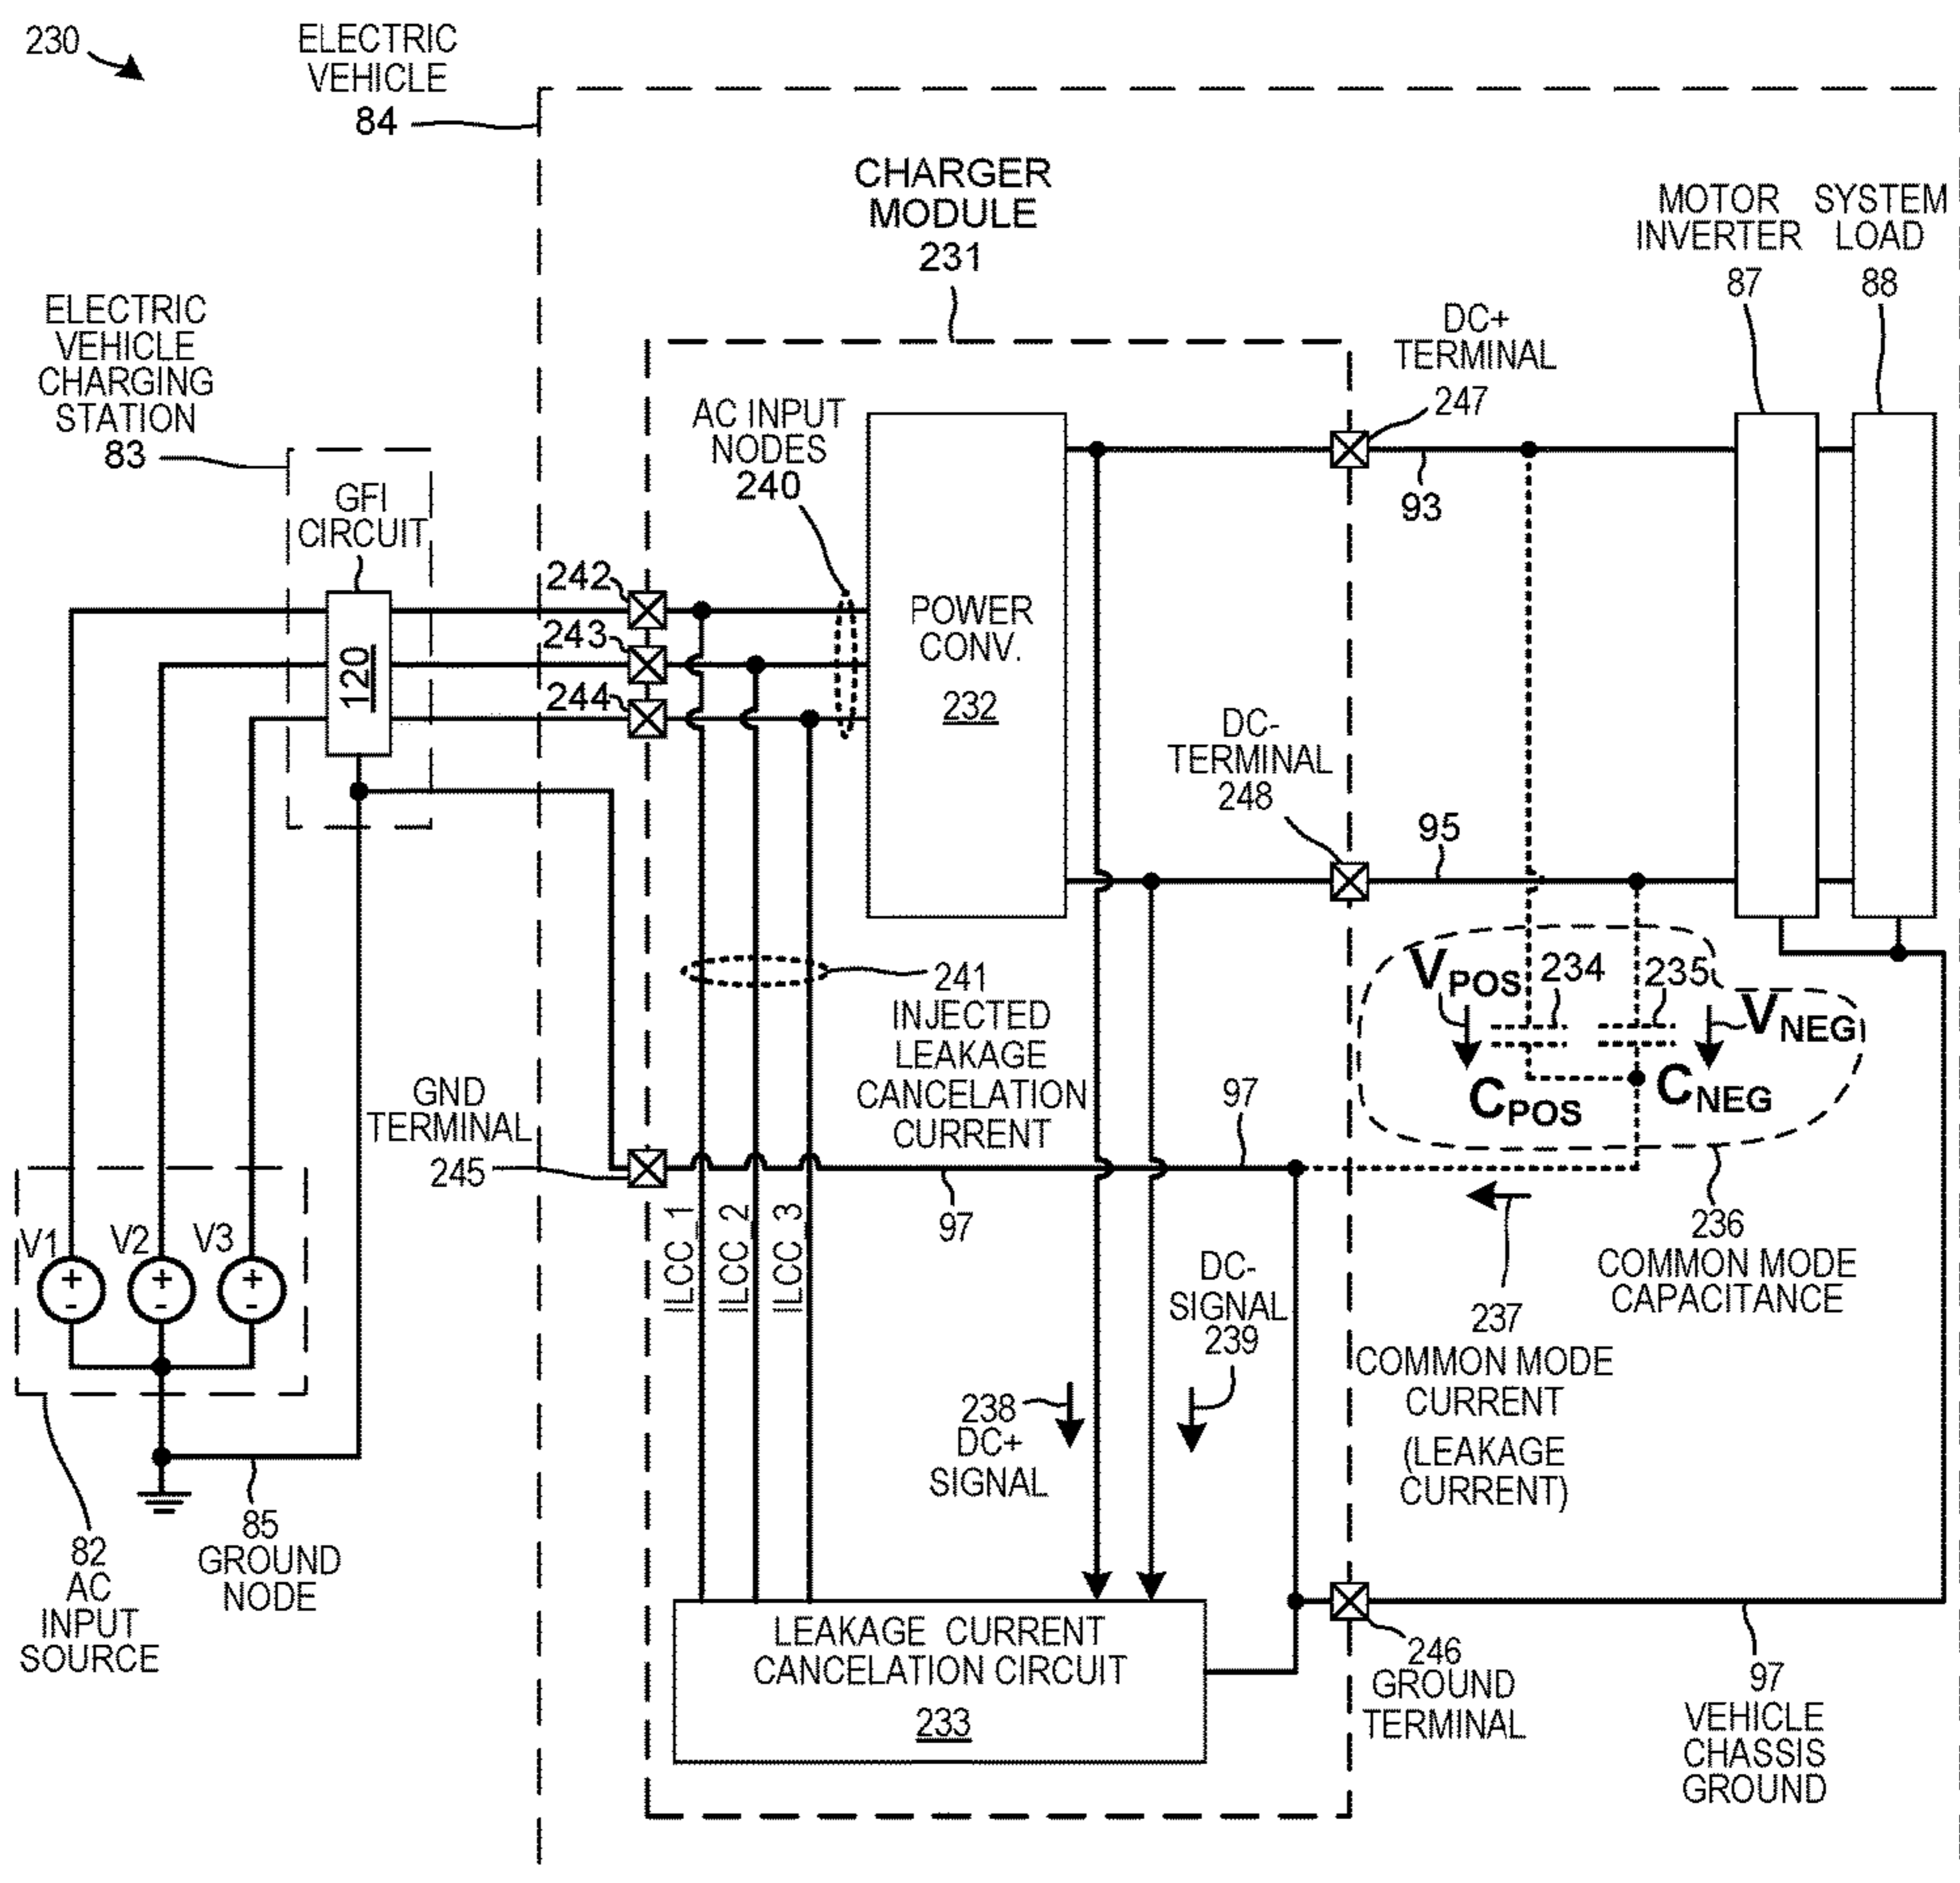 230
ELECTRIC
VEHICLE
84
CHARGER
MODULE
231
MOTOR
INVERTER
87
SYSTEM
LOAD
88
ELECTRIC
VEHICLE
CHARGING
STATION
83
GFI
CIRCUIT
120
AC INPUT
NODES
240
DC+
TERMINAL
247
93
242
243
244
POWER
CONV.
232
DC-
TERMINAL
248
95
241
INJECTED
LEAKAGE
CANCELATION
CURRENT
VPOS
234
235
VNEG
CPOS
CNEG
GND
TERMINAL
245
97
97
236
COMMON MODE
CAPACITANCE
V1
V2
V3
+
-
+
-
+
-
ILCC_1
ILCC_2
ILCC_3
DC-
SIGNAL
239
237
COMMON MODE
CURRENT
(LEAKAGE
CURRENT)
238
DC+
SIGNAL
82
AC
INPUT
SOURCE
85
GROUND
NODE
LEAKAGE CURRENT
CANCELATION CIRCUIT
233
246
GROUND
TERMINAL
97
VEHICLE
CHASSIS
GROUND